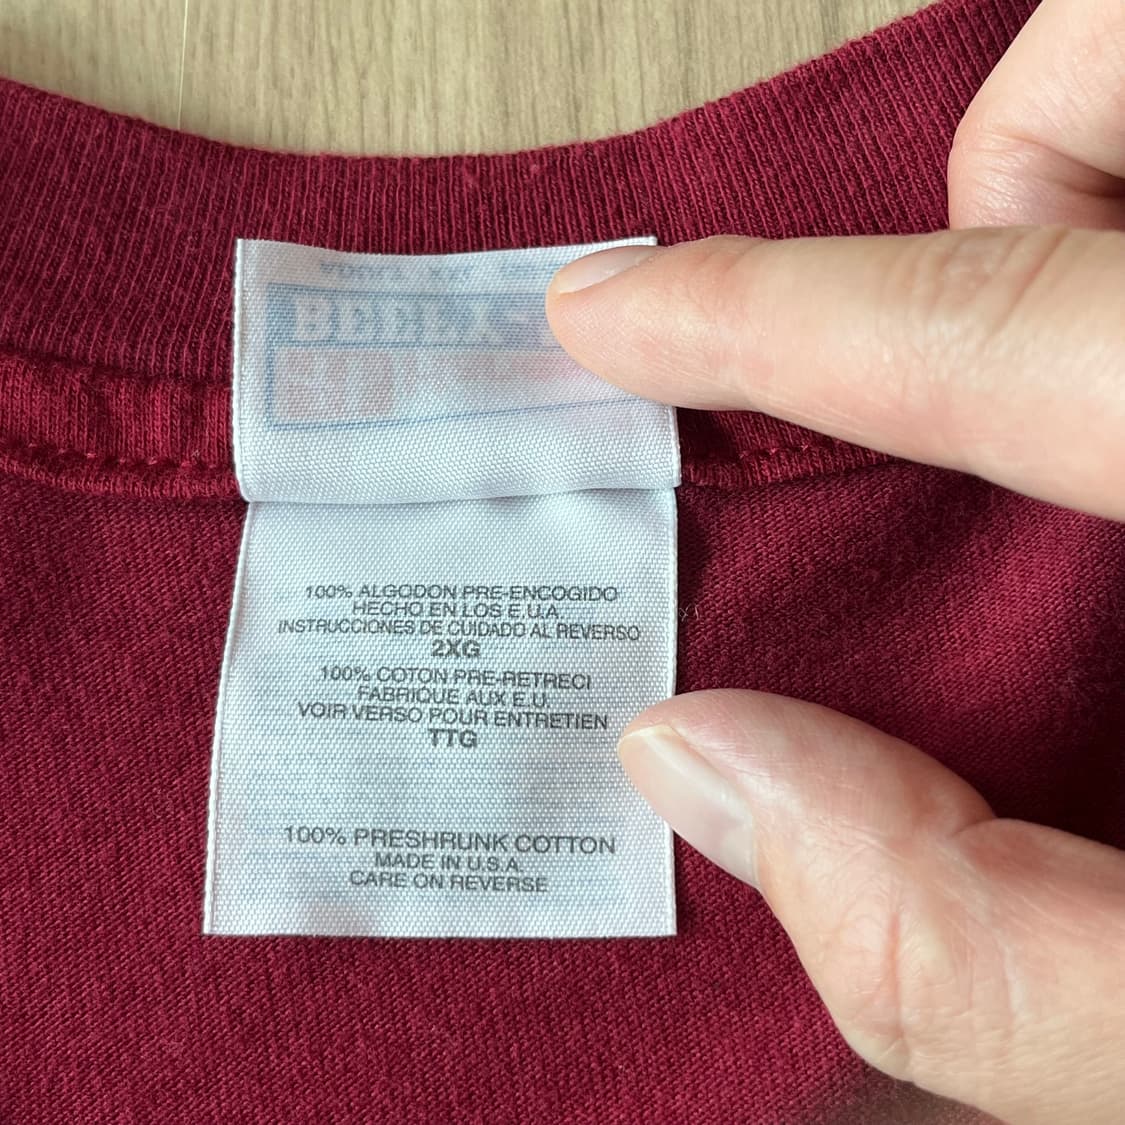 100% ALGODON PRE-ENCOGIDO
HECHO EN LOS E.U.A.
INSTRUCCIONES DE CUIDADO AL REVERSO
2XG
100% COTON PRE-RETRECI
FABRIQUE AUX E.U.
VOIR VERSO POUR ENTRETIEN
TTG
100% PRESHRUNK COTTON
MADE IN U.S.A.
CARE ON REVERSE